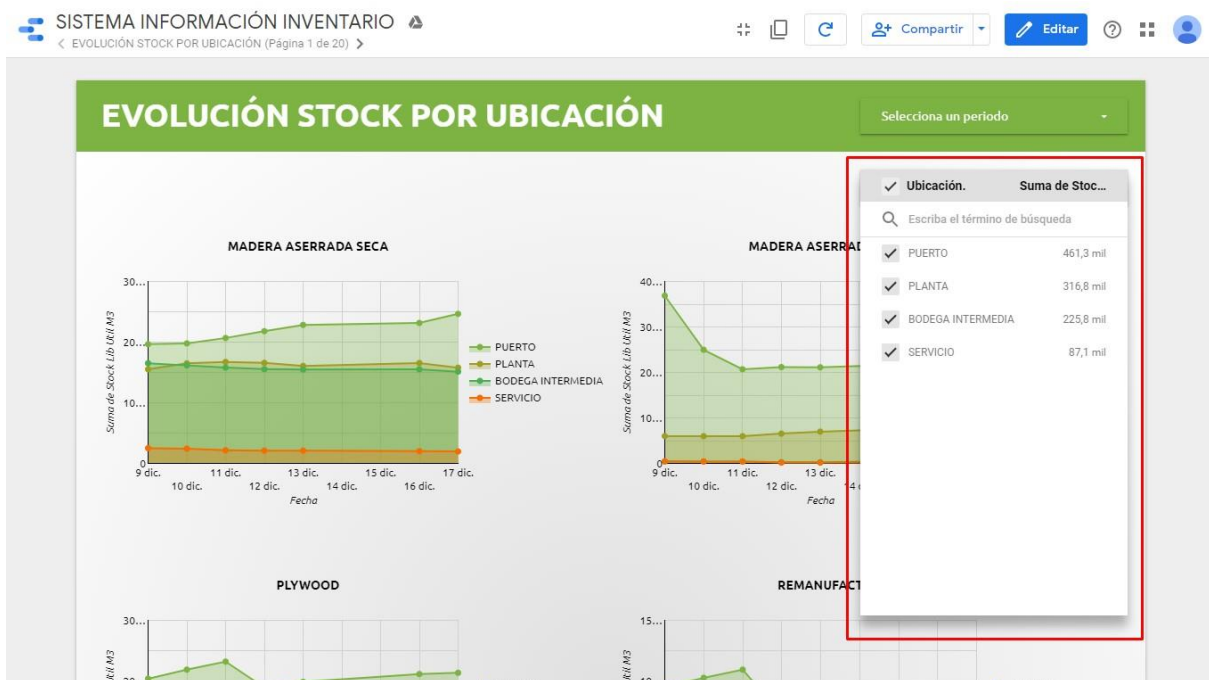 SISTEMA INFORMACIÓN INVENTARIO
EVOLUCIÓN STOCK POR UBICACIÓN (Página 1 de 20)
Compartir
Editar
EVOLUCIÓN STOCK POR UBICACIÓN
Selecciona un periodo
Ubicación. Suma de Stoc...
Escriba el término de búsqueda
PUERTO 461,3 mil
PLANTA 316,8 mil
BODEGA INTERMEDIA 225,8 mil
SERVICIO 87,1 mil
MADERA ASERRADA SECA
30...
20...
10...
0
Suma de Stock Lib Util M3
9 dic. 11 dic. 13 dic. 15 dic. 17 dic.
10 dic. 12 dic. 14 dic. 16 dic.
Fecha
PUERTO
PLANTA
BODEGA INTERMEDIA
SERVICIO
MADERA ASERRAD
40...
30...
20...
10...
0
Suma de Stock Lib Util M3
9 dic. 11 dic. 13 dic.
10 dic. 12 dic.
Fecha
PLYWOOD
30...
REMANUFACT
15...